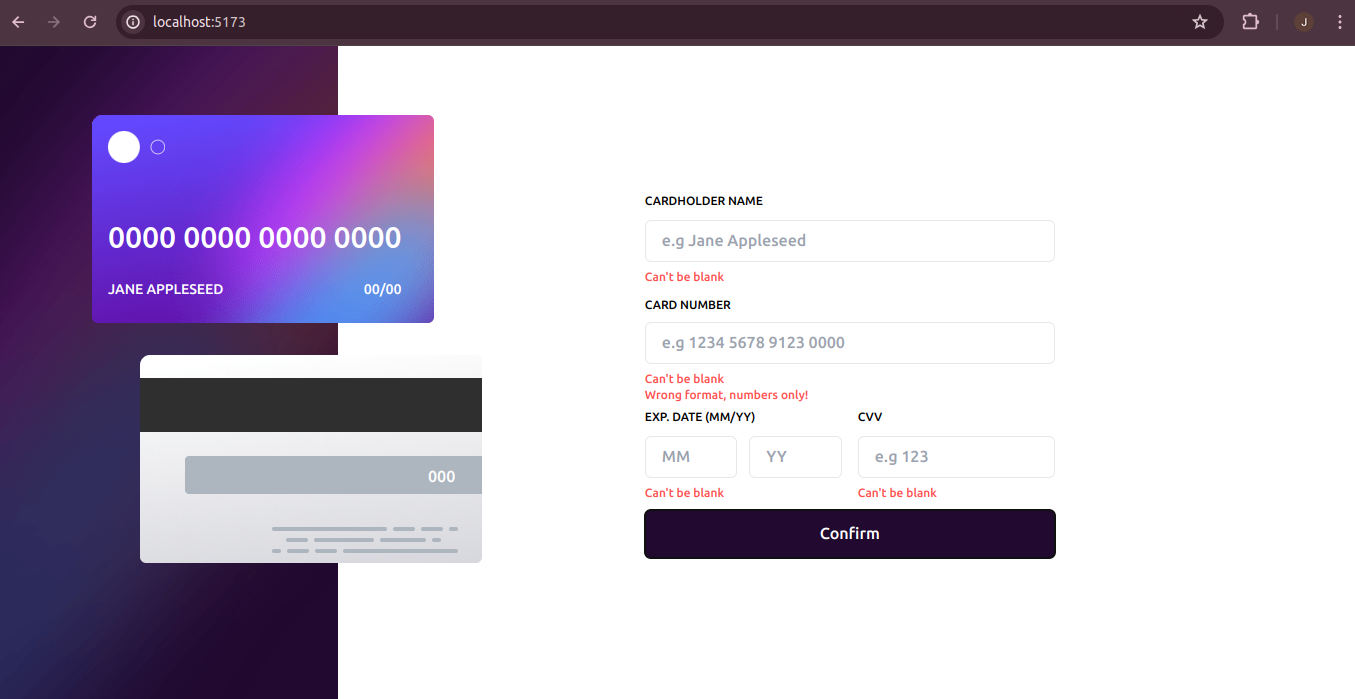 localhost:5173
J
0000 0000 0000 0000
JANE APPLESEED 00/00
000
CARDHOLDER NAME
e.g Jane Appleseed
Can't be blank
CARD NUMBER
e.g 1234 5678 9123 0000
Can't be blank
Wrong format, numbers only!
EXP. DATE (MM/YY) CVV
MM YY e.g 123
Can't be blank Can't be blank
Confirm